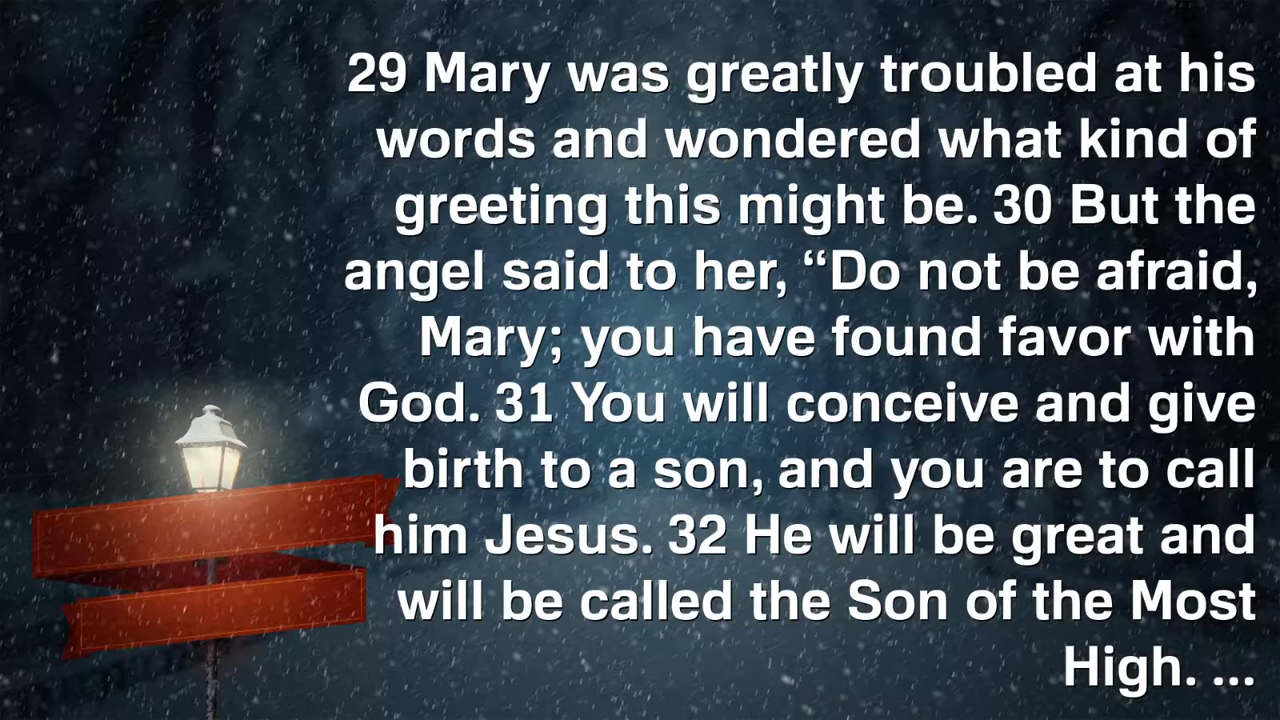 29 Mary was greatly troubled at his
words and wondered what kind of
greeting this might be. 30 But the
angel said to her, “Do not be afraid,
Mary; you have found favor with
God. 31 You will conceive and give
birth to a son, and you are to call
him Jesus. 32 He will be great and
will be called the Son of the Most
High. ...